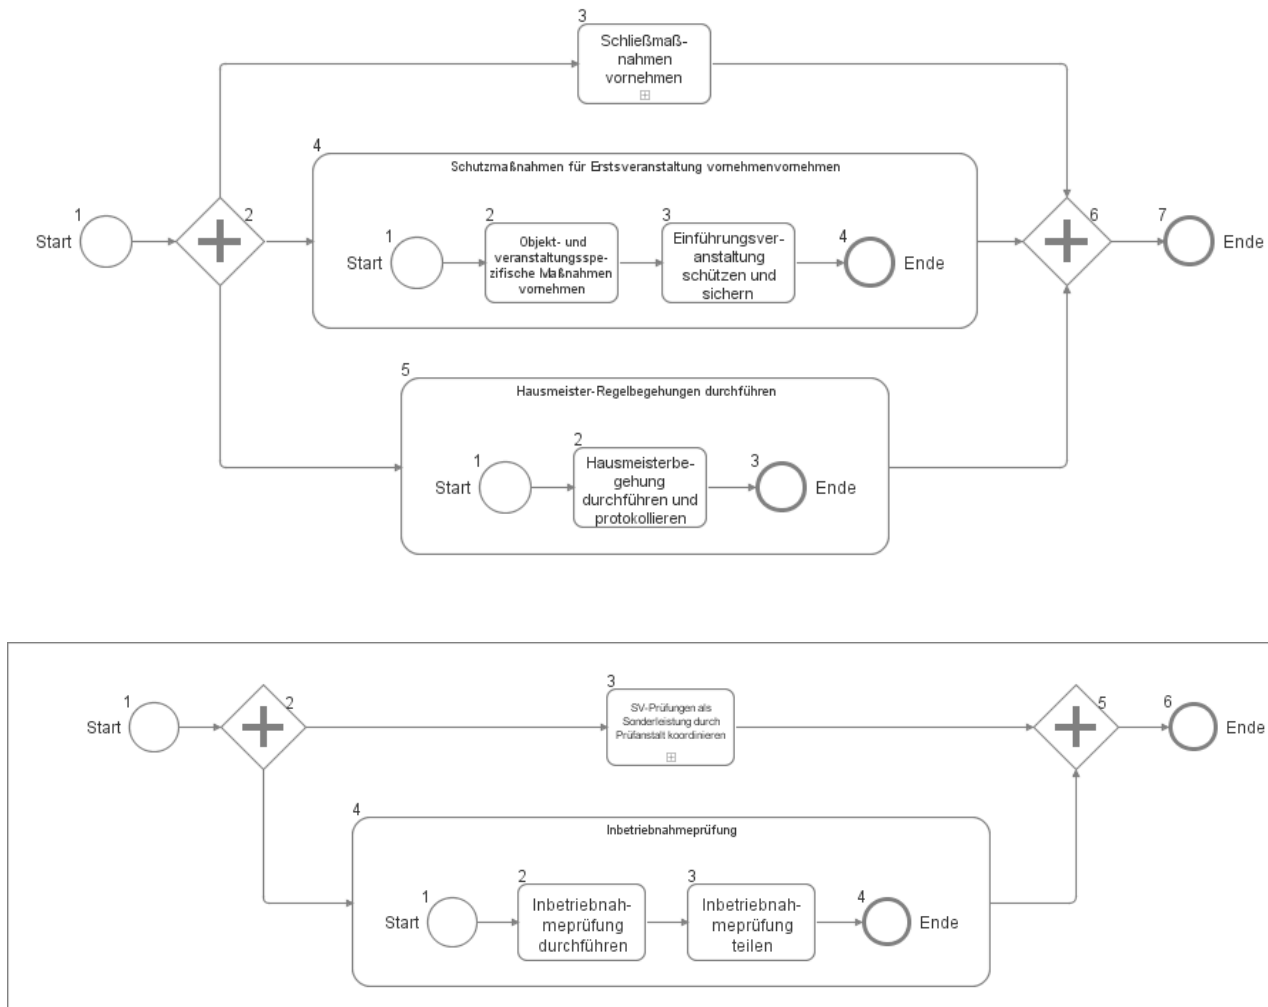 3
Schließmaß-
nahmen
vornehmen
4
Schutzmaßnahmen für Erstsveranstaltung vornehmenvornehmen
1
Start
2
1
Start
2
Objekt- und
veranstaltungsspe-
zifische Maßnahmen
vornehmen
3
Einführungsver-
anstaltung
schützen und
sichern
4
Ende
6
7
Ende
5
Hausmeister-Regelbegehungen durchführen
1
Start
2
Hausmeisterbe-
gehung
durchführen und
protokollieren
3
Ende
1
Start
2
3
SV-Prüfungen als
Sonderleistung durch
Prüfanstalt koordinieren
5
6
Ende
4
Inbetriebnahmeprüfung
1
Start
2
Inbetriebnah-
meprüfung
durchführen
3
Inbetriebnah-
meprüfung
teilen
4
Ende